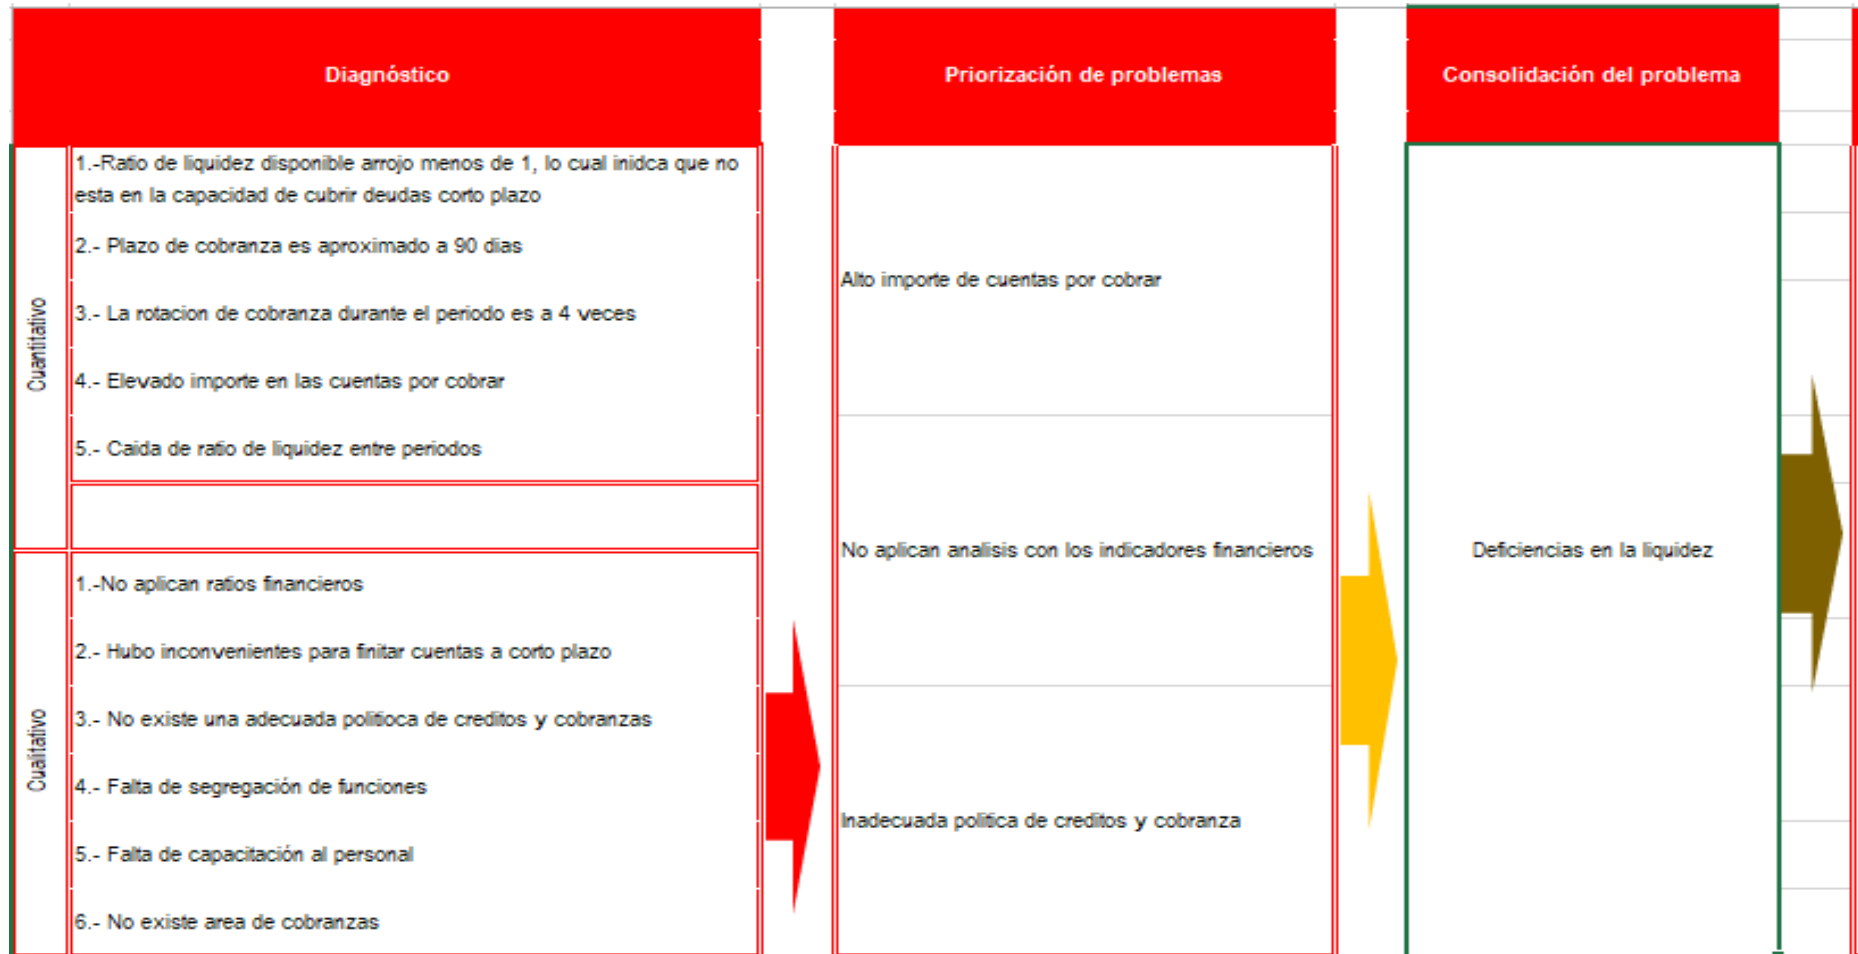 Diagnóstico
Priorización de problemas
Consolidación del problema
Cuantitativo
1.-Ratio de liquidez disponible arrojo menos de 1, lo cual inidca que no
esta en la capacidad de cubrir deudas corto plazo
2.- Plazo de cobranza es aproximado a 90 dias
3.- La rotacion de cobranza durante el periodo es a 4 veces
4.- Elevado importe en las cuentas por cobrar
5.- Caida de ratio de liquidez entre periodos
Cualitativo
1.-No aplican ratios financieros
2.- Hubo inconvenientes para finitar cuentas a corto plazo
3.- No existe una adecuada politioca de creditos y cobranzas
4.- Falta de segregación de funciones
5.- Falta de capacitación al personal
6.- No existe area de cobranzas
Alto importe de cuentas por cobrar
No aplican analisis con los indicadores financieros
Inadecuada politica de creditos y cobranza
Deficiencias en la liquidez